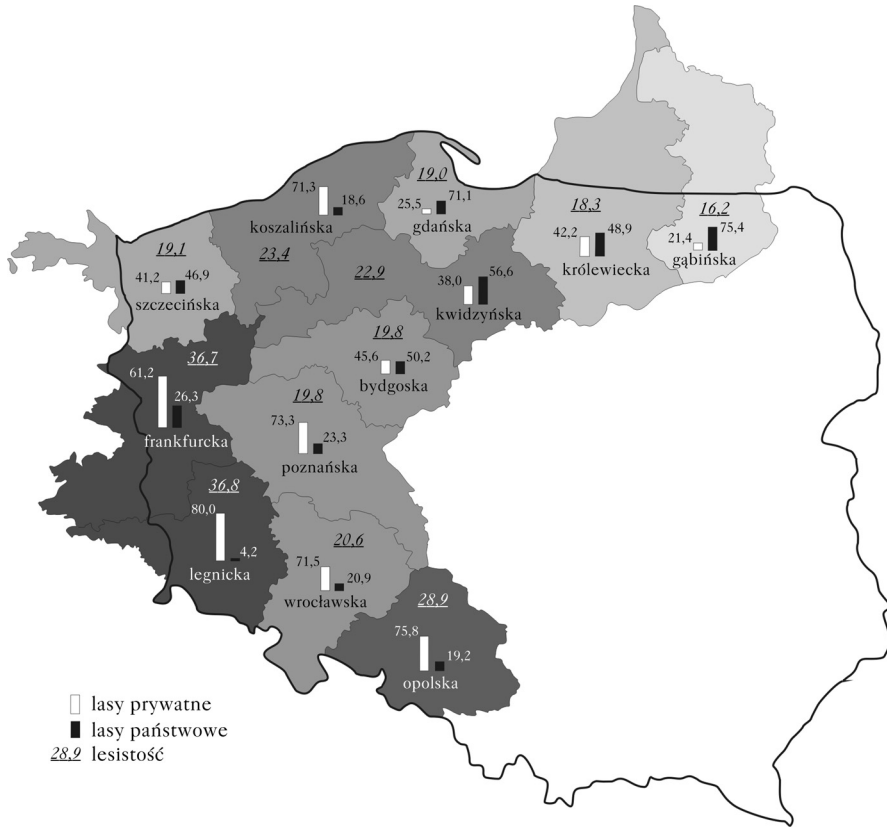 71,3
18,6
koszalińska
23,4
19,0
25,5
71,1
gdańska
18,3
42,2
48,9
królewiecka
16,2
21,4
75,4
gąbińska
19,1
41,2
46,9
szczecińska
22,9
38,0
56,6
kwidzyńska
19,8
45,6
50,2
bydgoska
36,7
61,2
26,3
frankfurcka
19,8
73,3
23,3
poznańska
36,8
80,0
4,2
legnicka
20,6
71,5
20,9
wrocławska
28,9
75,8
19,2
opolska
lasy prywatne
lasy państwowe
28,9 lesistość